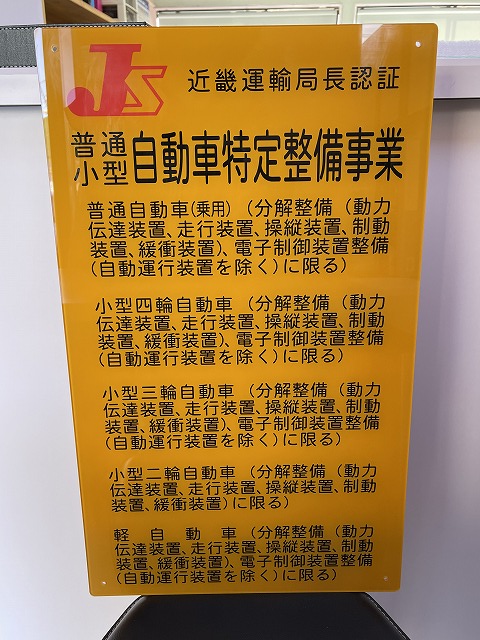 JS 近畿運輸局長認証
普通
小型 自動車特定整備事業
普通自動車(乗用) (分解整備 (動力
伝達装置、走行装置、操縦装置、制動
装置、緩衝装置)、電子制御装置整備
(自動運行装置を除く)に限る)
小型四輪自動車 (分解整備 (動力
伝達装置、走行装置、操縦装置、制動
装置、緩衝装置)、電子制御装置整備
(自動運行装置を除く)に限る)
小型三輪自動車 (分解整備 (動力
伝達装置、走行装置、操縦装置、制動
装置、緩衝装置)、電子制御装置整備
(自動運行装置を除く)に限る)
小型二輪自動車 (分解整備 (動力
伝達装置、走行装置、操縦装置、制動
装置、緩衝装置)に限る)
軽自動車 (分解整備 (動力
伝達装置、走行装置、操縦装置、制動
装置、緩衝装置)、電子制御装置整備
(自動運行装置を除く)に限る)